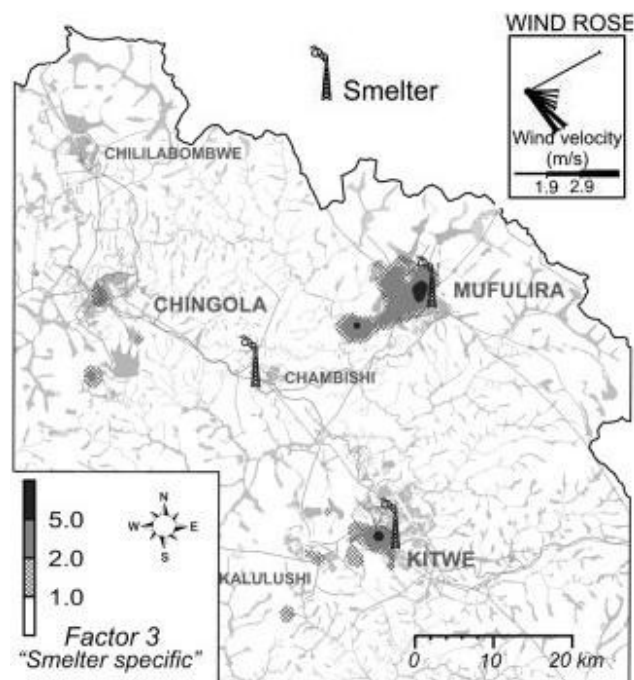 WIND ROSE
Smelter
Wind velocity
(m/s)
1.9 2.9
CHILILABOMBWE
CHINGOLA
MUFULIRA
CHAMBISHI
5.0
2.0
1.0
N
W E
S
KALULUSHI
KITWE
Factor 3
"Smelter specific"
0 10 20 km